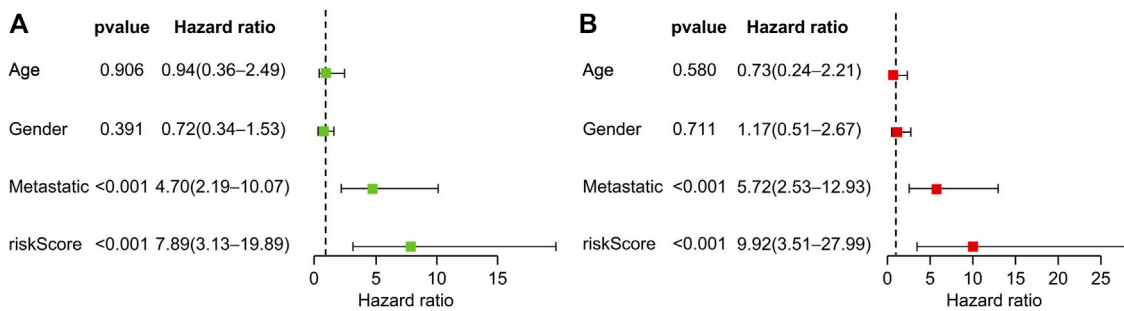 A
pvalue Hazard ratio
Age 0.906 0.94(0.36–2.49)
Gender 0.391 0.72(0.34–1.53)
Metastatic <0.001 4.70(2.19–10.07)
riskScore <0.001 7.89(3.13–19.89)
0 5 10 15
Hazard ratio
B
pvalue Hazard ratio
Age 0.580 0.73(0.24–2.21)
Gender 0.711 1.17(0.51–2.67)
Metastatic <0.001 5.72(2.53–12.93)
riskScore <0.001 9.92(3.51–27.99)
0 5 10 15 20 25
Hazard ratio